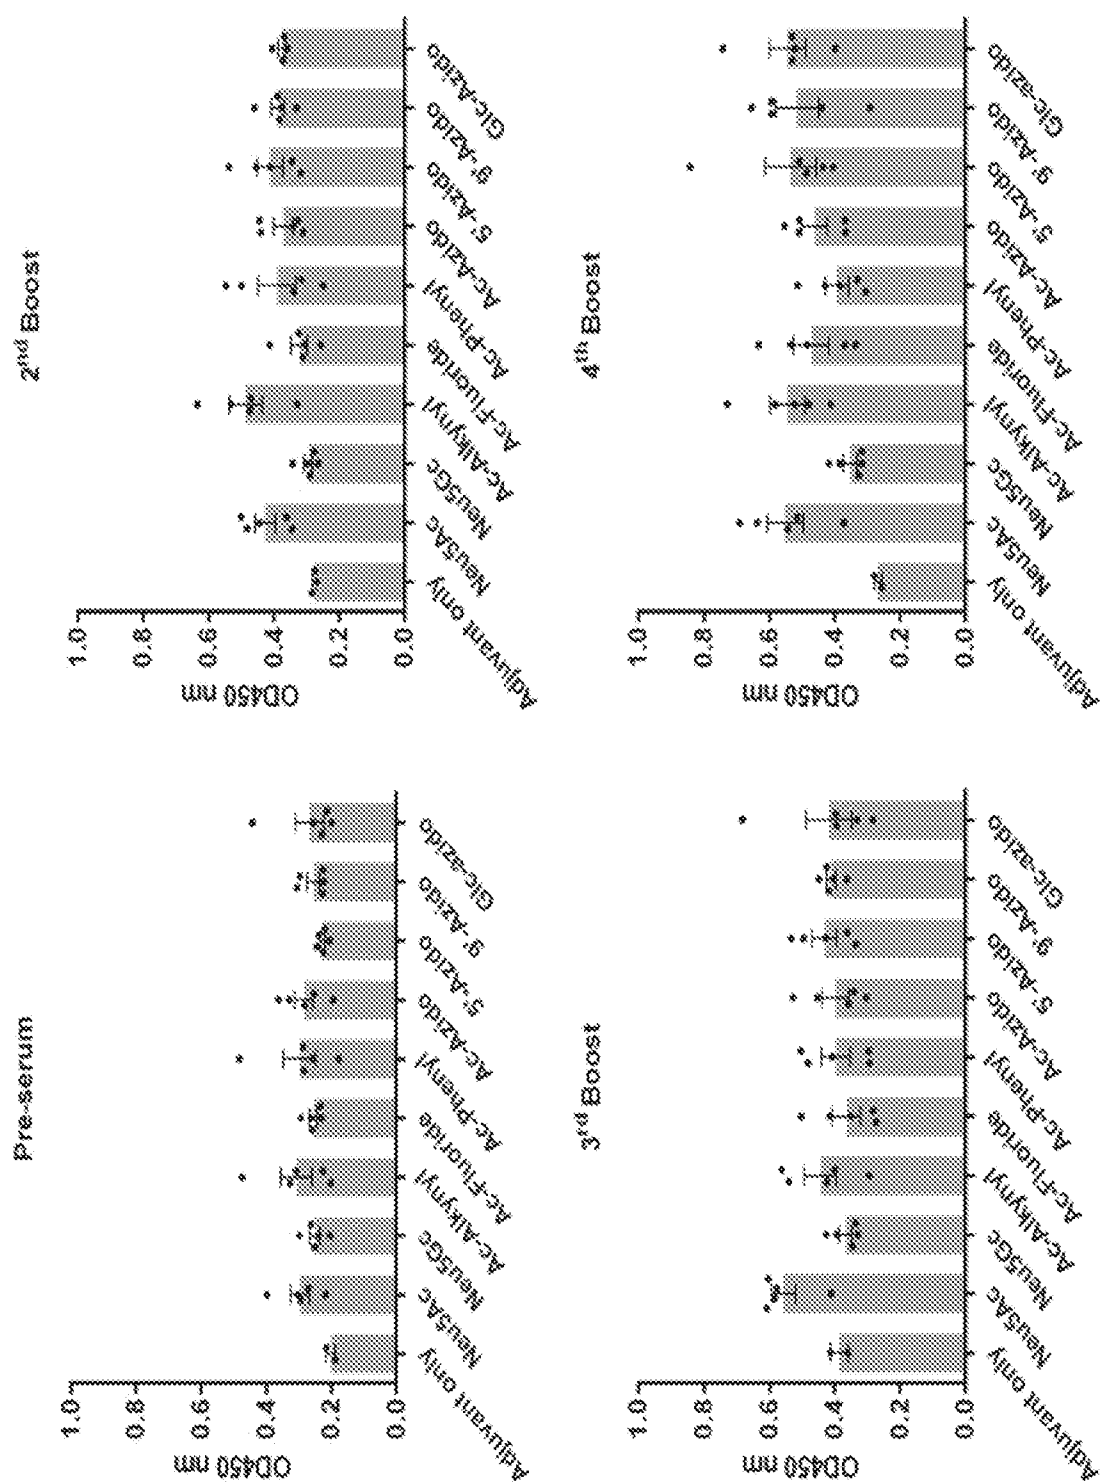 Pre-serum
OD450 nm
1.0
0.8
0.6
0.4
0.2
0.0
Adjuvant only
Neu5Ac
Neu5Gc
Ac-Alkynyl
Ac-Fluoride
Ac-Phenyl
Ac-Azido
5'-Azido
9'-Azido
Glc-azido
2nd Boost
OD450 nm
1.0
0.8
0.6
0.4
0.2
0.0
Adjuvant only
Neu5Ac
Neu5Gc
Ac-Alkynyl
Ac-Fluoride
Ac-Phenyl
Ac-Azido
5'-Azido
9'-Azido
Glc-Azido
3rd Boost
OD450 nm
1.0
0.8
0.6
0.4
0.2
0.0
Adjuvant only
Neu5Ac
Neu5Gc
Ac-Alkynyl
Ac-Fluoride
Ac-Phenyl
Ac-Azido
5'-Azido
9'-Azido
Glc-azido
4th Boost
OD450 nm
1.0
0.8
0.6
0.4
0.2
0.0
Adjuvant only
Neu5Ac
Neu5Gc
Ac-Alkynyl
Ac-Fluoride
Ac-Phenyl
Ac-Azido
5'-Azido
9'-Azido
Glc-azido